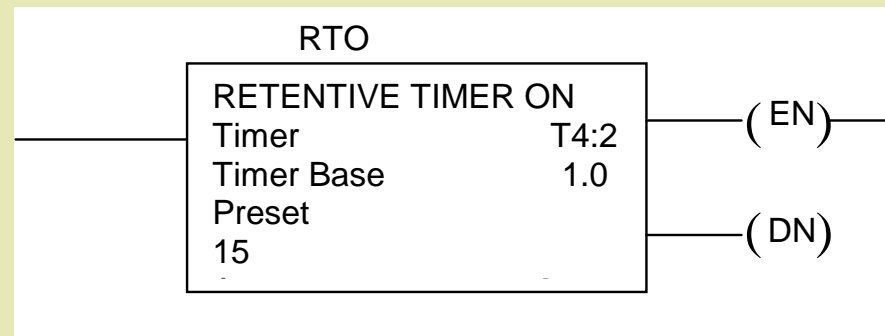 RTO
RETENTIVE TIMER ON
Timer T4:2
Timer Base 1.0
Preset
15
(EN)
(DN)